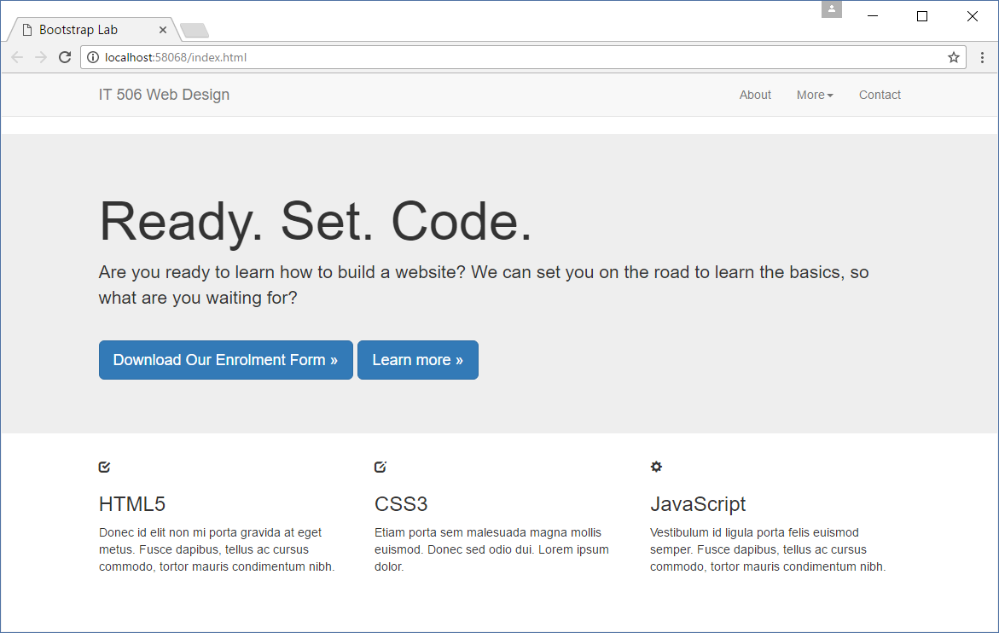 Bootstrap Lab
localhost:58068/index.html
IT 506 Web Design
About More Contact
Ready. Set. Code.
Are you ready to learn how to build a website? We can set you on the road to learn the basics, so
what are you waiting for?
Download Our Enrolment Form » Learn more »
HTML5
Donec id elit non mi porta gravida at eget
metus. Fusce dapibus, tellus ac cursus
commodo, tortor mauris condimentum nibh.
CSS3
Etiam porta sem malesuada magna mollis
euismod. Donec sed odio dui. Lorem ipsum
dolor.
JavaScript
Vestibulum id ligula porta felis euismod
semper. Fusce dapibus, tellus ac cursus
commodo, tortor mauris condimentum nibh.